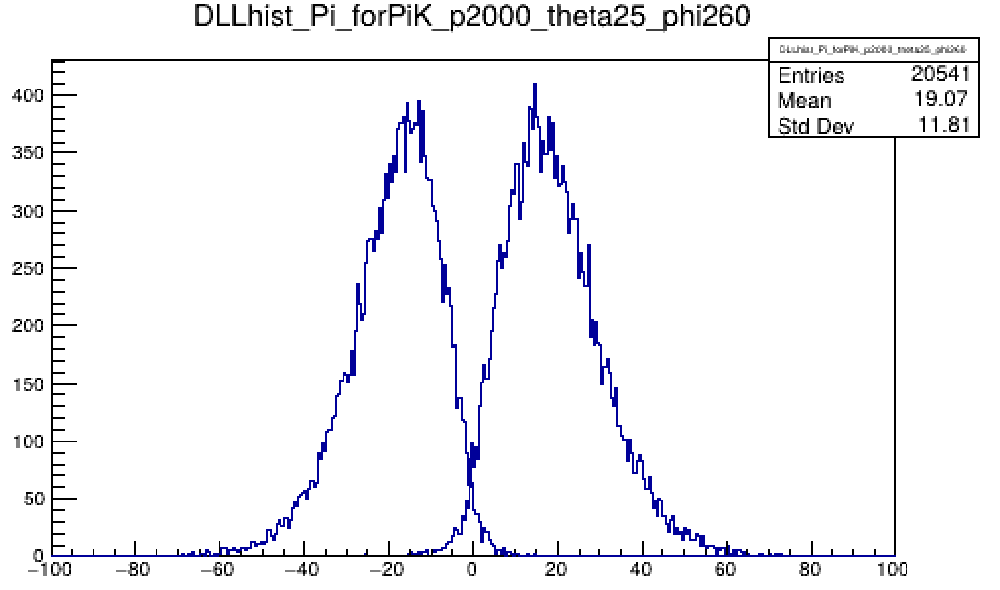 DLLhist_Pi_forPiK_p2000_theta25_phi260
DLLhist_Pi_forPiK_p2000_theta25_phi260
Entries 20541
Mean 19.07
Std Dev 11.81
400
350
300
250
200
150
100
50
0
−100 −80 −60 −40 −20 0 20 40 60 80 100